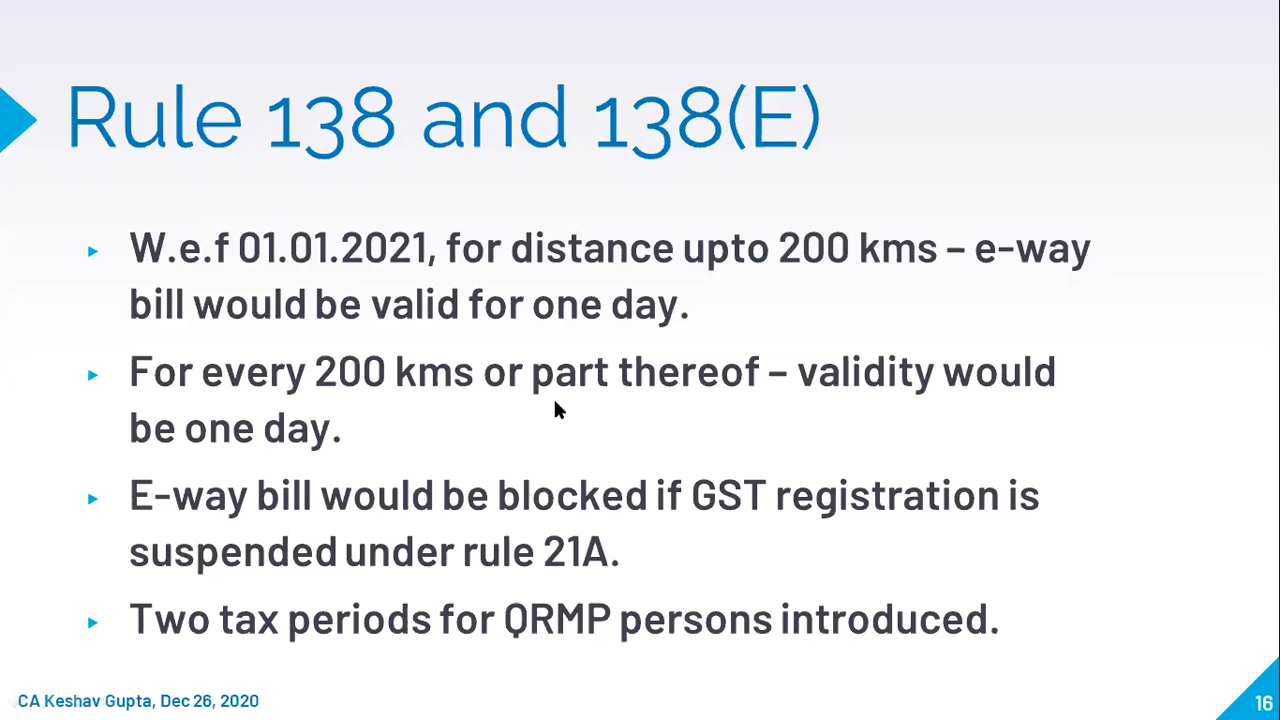 Rule 138 and 138(E)
W.e.f 01.01.2021, for distance upto 200 kms – e-way
bill would be valid for one day.
For every 200 kms or part thereof – validity would
be one day.
E-way bill would be blocked if GST registration is
suspended under rule 21A.
Two tax periods for QRMP persons introduced.
CA Keshav Gupta, Dec 26, 2020
16